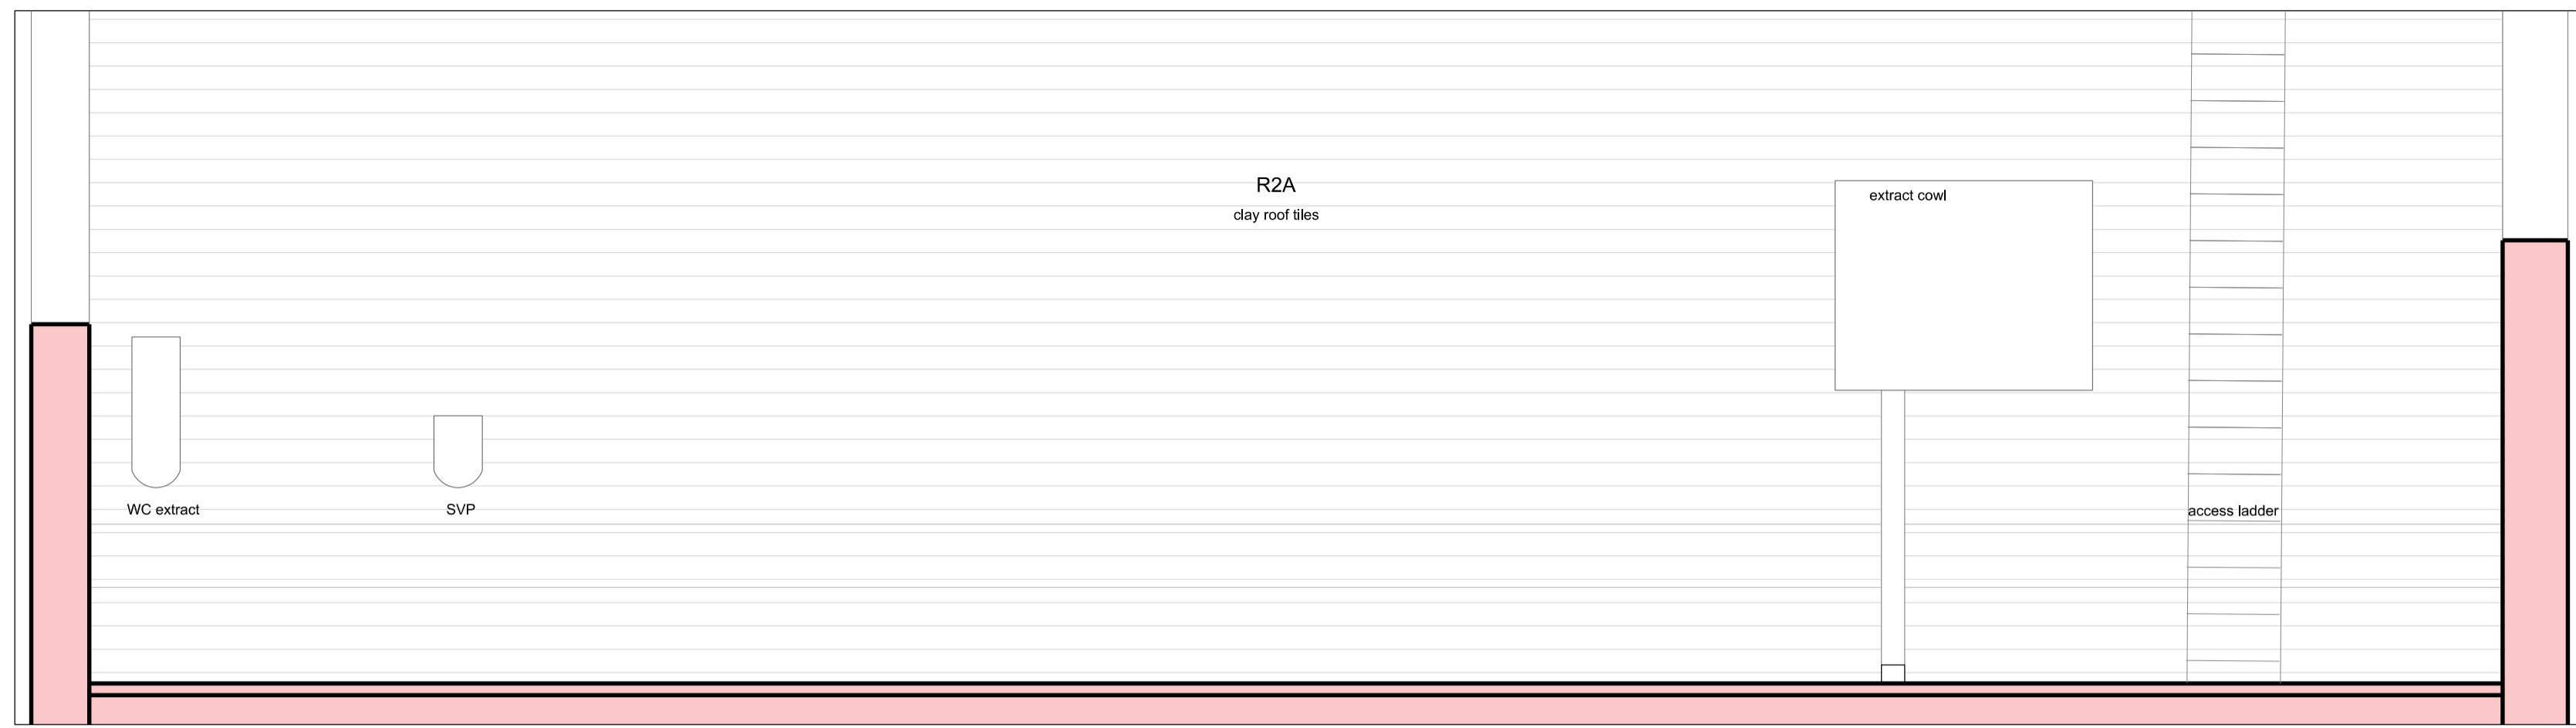 R2A
clay roof tiles
extract cowl
WC extract
SVP
access ladder